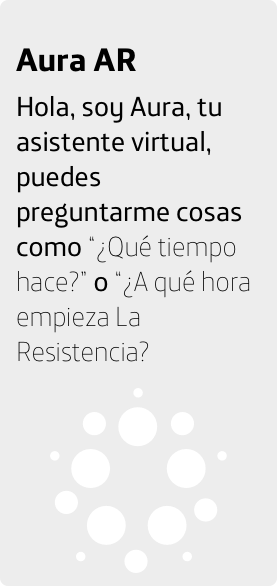 Aura AR
Hola, soy Aura, tu
asistente virtual,
puedes
preguntarme cosas
como “¿Qué tiempo
hace?” o “¿A qué hora
empieza La
Resistencia?